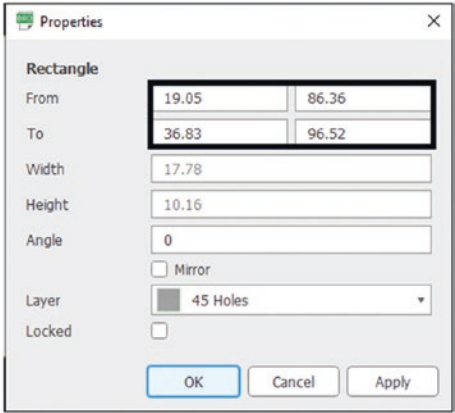 Properties
Rectangle
From 19.05 86.36
To 36.83 96.52
Width 17.78
Height 10.16
Angle 0
Mirror
Layer 45 Holes
Locked
OK Cancel Apply